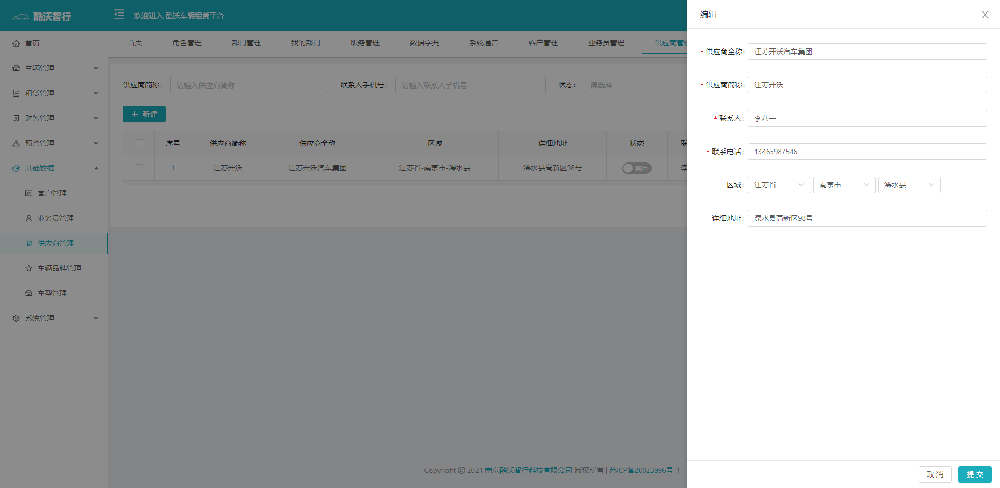 COOLWELL 酷沃智行
欢迎进入 酷沃车辆租赁平台
首页
车辆管理
租赁管理
财务管理
预警管理
基础数据
客户管理
业务员管理
供应商管理
车辆品牌管理
车型管理
系统管理
首页 角色管理 部门管理 我的部门 职务管理 数据字典 系统通告 客户管理 业务员管理 供应商管理
供应商简称: 请输入供应商简称 联系人手机号: 请输入联系人手机号 状态: 请选择
+ 新建
序号 供应商简称 供应商全称 区域 详细地址 状态 联
1 江苏开沃 江苏开沃汽车集团 江苏省-南京市-溧水县 溧水县高新区98号 禁用 李
Copyright © 2021 南京酷沃智行科技有限公司 版权所有 | 苏ICP备20023996号-1
编辑
* 供应商全称: 江苏开沃汽车集团
* 供应商简称: 江苏开沃
* 联系人: 李八一
* 联系电话: 13465987546
区域: 江苏省 南京市 溧水县
详细地址: 溧水县高新区98号
取 消 提 交